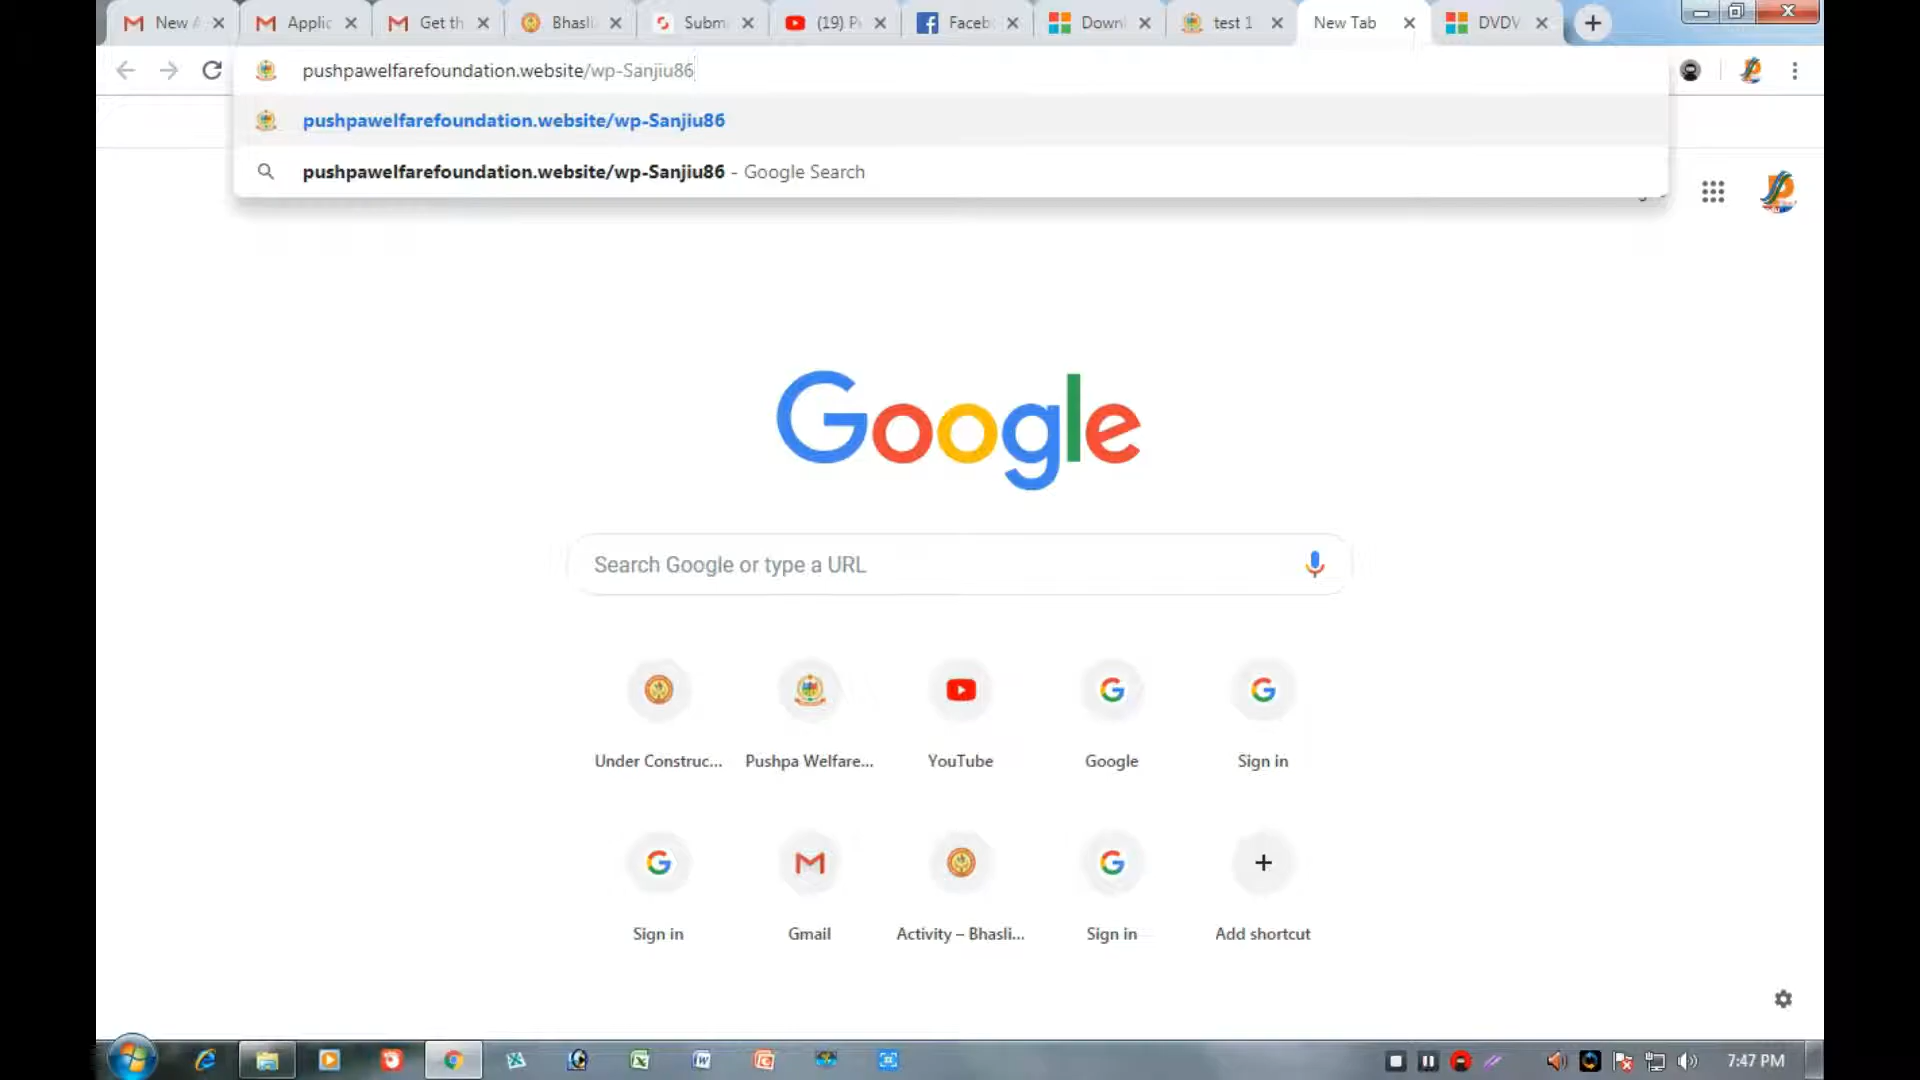 New A
Applic
Get th
Bhasli
Subm
(19) P
Faceb
Down
test 1
New Tab
DVDV
pushpawelfarefoundation.website/wp-Sanjiu86
pushpawelfarefoundation.website/wp-Sanjiu86
pushpawelfarefoundation.website/wp-Sanjiu86 - Google Search
Google
Search Google or type a URL
Under Construc...
Pushpa Welfare...
YouTube
Google
Sign in
Sign in
Gmail
Activity – Bhasli...
Sign in
Add shortcut
7:47 PM